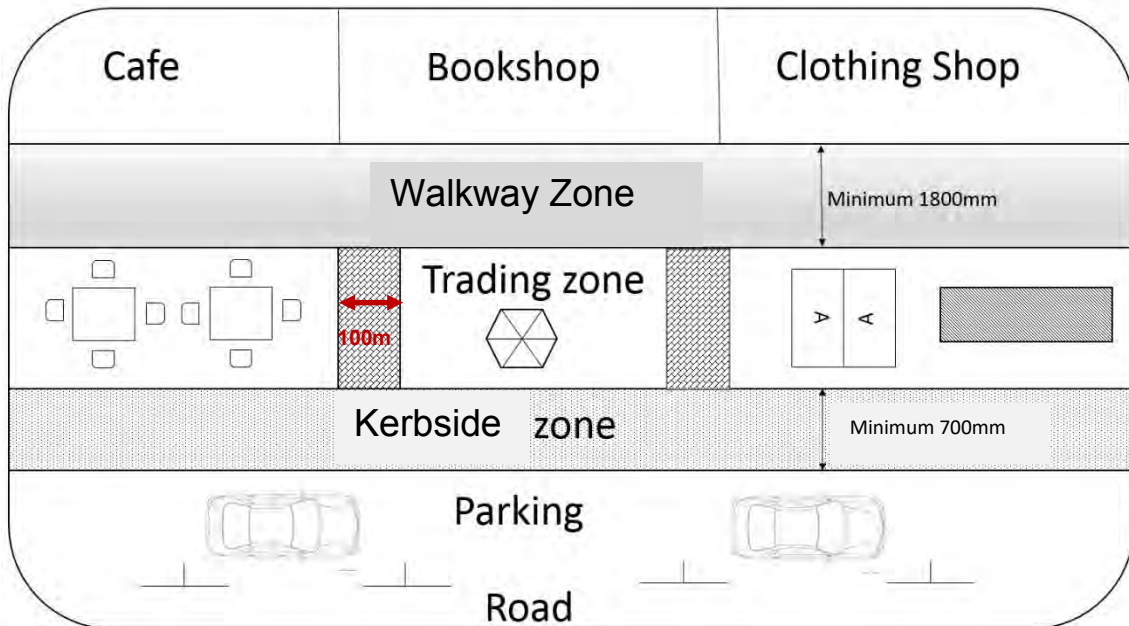 Cafe
Bookshop
Clothing Shop
Walkway Zone
Minimum 1800mm
Trading zone
100m
A A
Kerbside zone
Minimum 700mm
Parking
Road